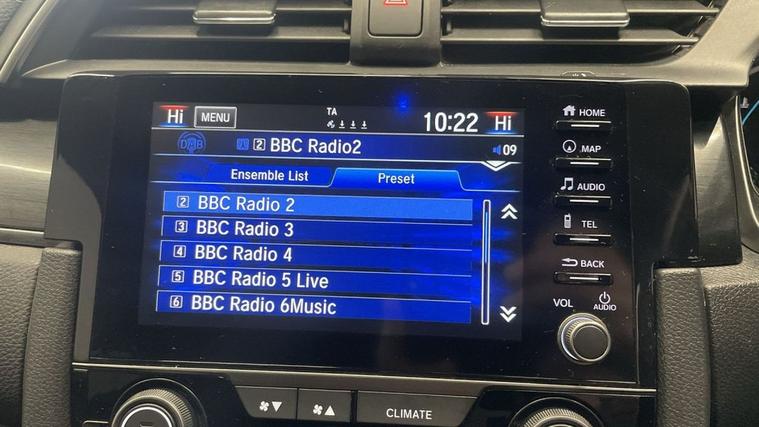 Hi MENU TA 10:22 Hi
DAB 2 BBC Radio2 09
Ensemble List Preset
2 BBC Radio 2
3 BBC Radio 3
4 BBC Radio 4
5 BBC Radio 5 Live
6 BBC Radio 6Music
HOME
MAP
AUDIO
TEL
BACK
VOL AUDIO
CLIMATE